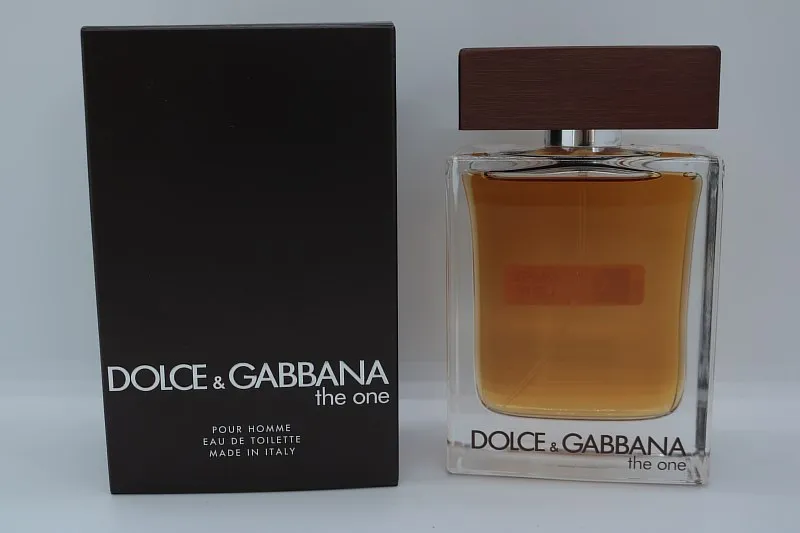 DOLCE & GABBANA
the one
POUR HOMME
EAU DE TOILETTE
MADE IN ITALY
DOLCE & GABBANA
the one